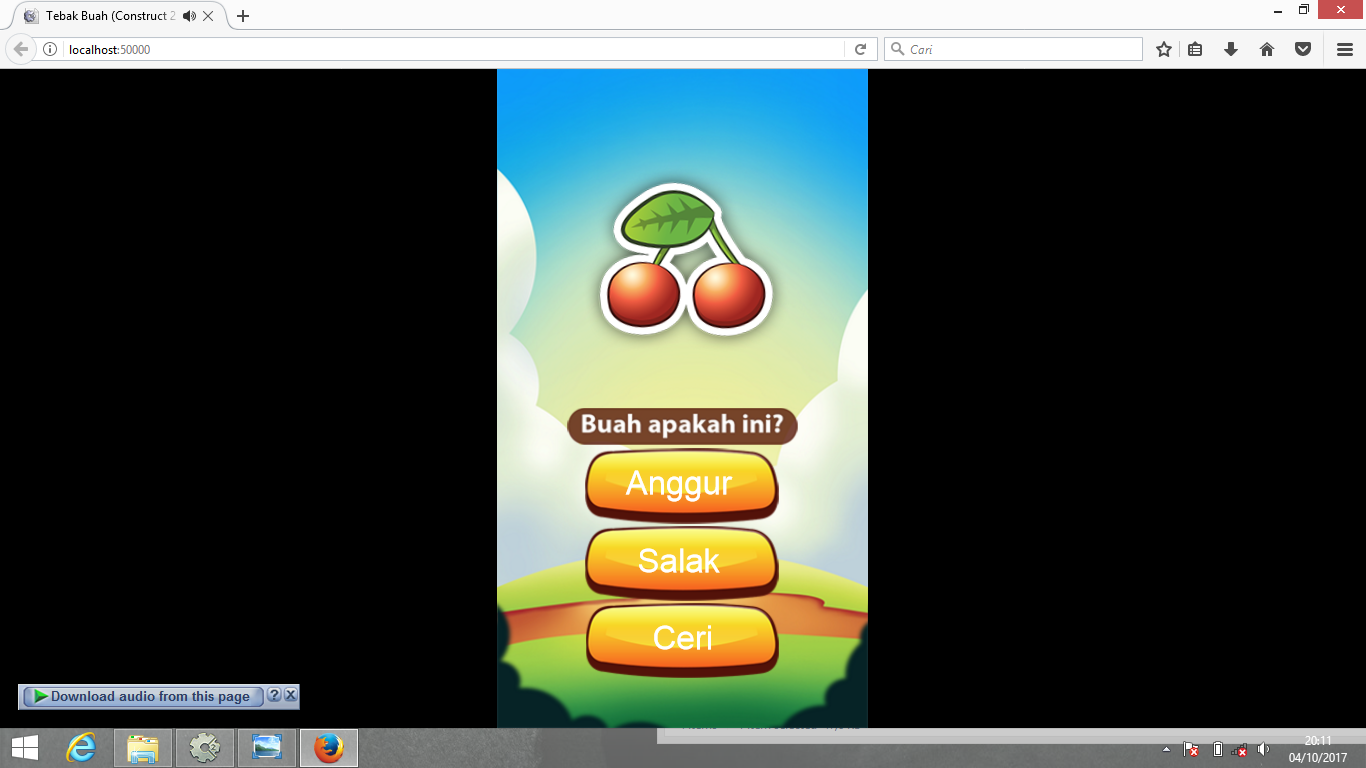 Tebak Buah (Construct 2
localhost:50000
Cari
Buah apakah ini?
Anggur
Salak
Ceri
Download audio from this page
?
X
20:11
04/10/2017